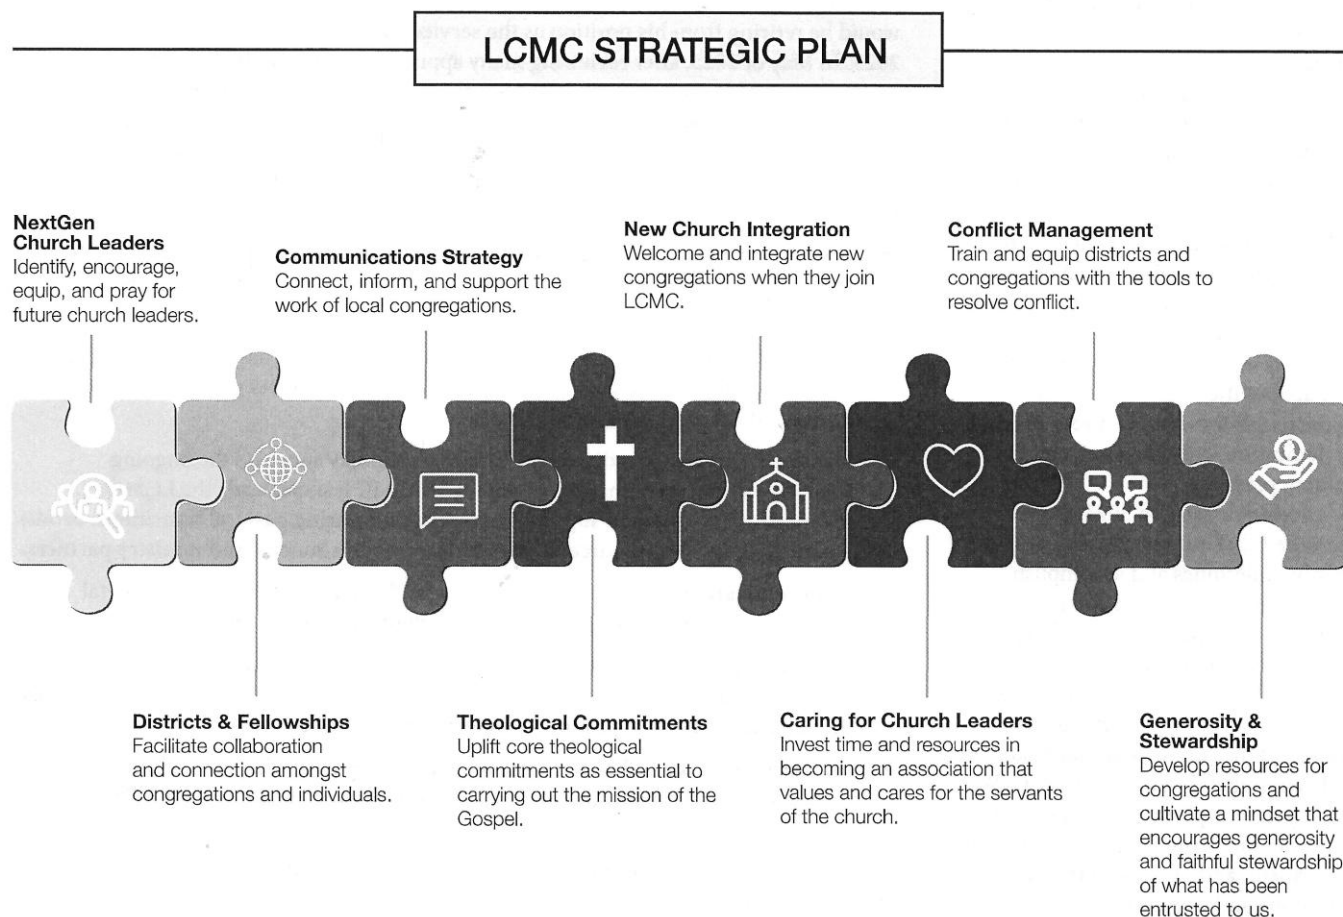 LCMC STRATEGIC PLAN
NextGen
Church Leaders
Identify, encourage,
equip, and pray for
future church leaders.
Communications Strategy
Connect, inform, and support the
work of local congregations.
New Church Integration
Welcome and integrate new
congregations when they join
LCMC.
Conflict Management
Train and equip districts and
congregations with the tools to
resolve conflict.
Districts & Fellowships
Facilitate collaboration
and connection amongst
congregations and individuals.
Theological Commitments
Uplift core theological
commitments as essential to
carrying out the mission of the
Gospel.
Caring for Church Leaders
Invest time and resources in
becoming an association that
values and cares for the servants
of the church.
Generosity &
Stewardship
Develop resources for
congregations and
cultivate a mindset that
encourages generosity
and faithful stewardship
of what has been
entrusted to us.